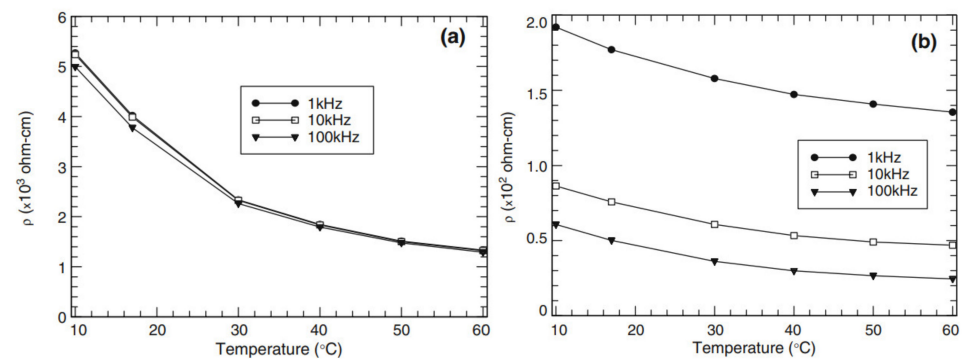 (a)
6
5
4
3
2
1
0
ρ (x10³ ohm-cm)
1kHz
10kHz
100kHz
10 20 30 40 50 60
Temperature (°C)
(b)
2.0
1.5
1.0
0.5
0
ρ (x10² ohm-cm)
1kHz
10kHz
100kHz
10 20 30 40 50 60
Temperature (°C)